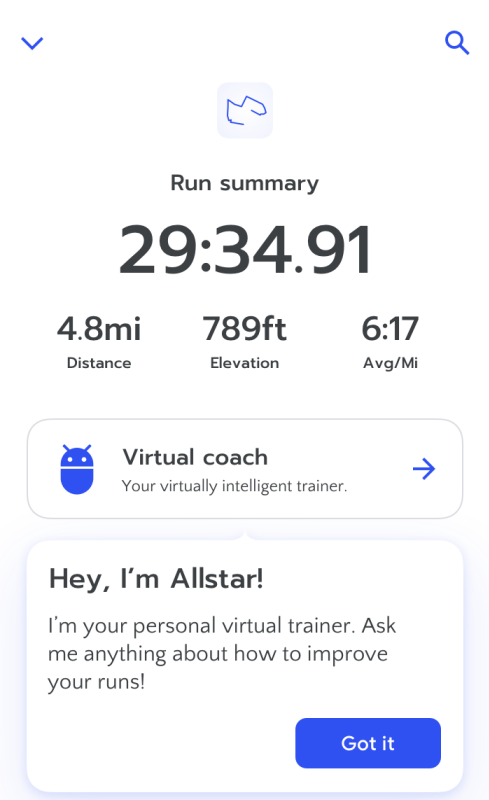 Run summary
29:34.91
4.8mi 789ft 6:17
Distance Elevation Avg/Mi
Virtual coach
Your virtually intelligent trainer.
Hey, I'm Allstar!
I'm your personal virtual trainer. Ask
me anything about how to improve
your runs!
Got it